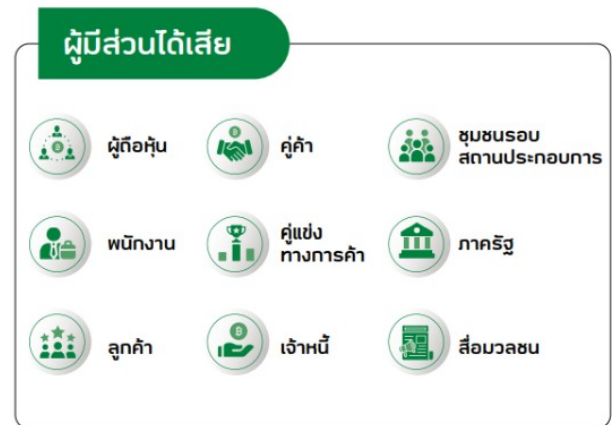 ผู้มีส่วนได้เสีย
ผู้ถือหุ้น
คู่ค้า
ชุมชนรอบ
สถานประกอบการ
พนักงาน
คู่แข่ง
ทางการค้า
ภาครัฐ
ลูกค้า
เจ้าหนี้
สื่อมวลชน